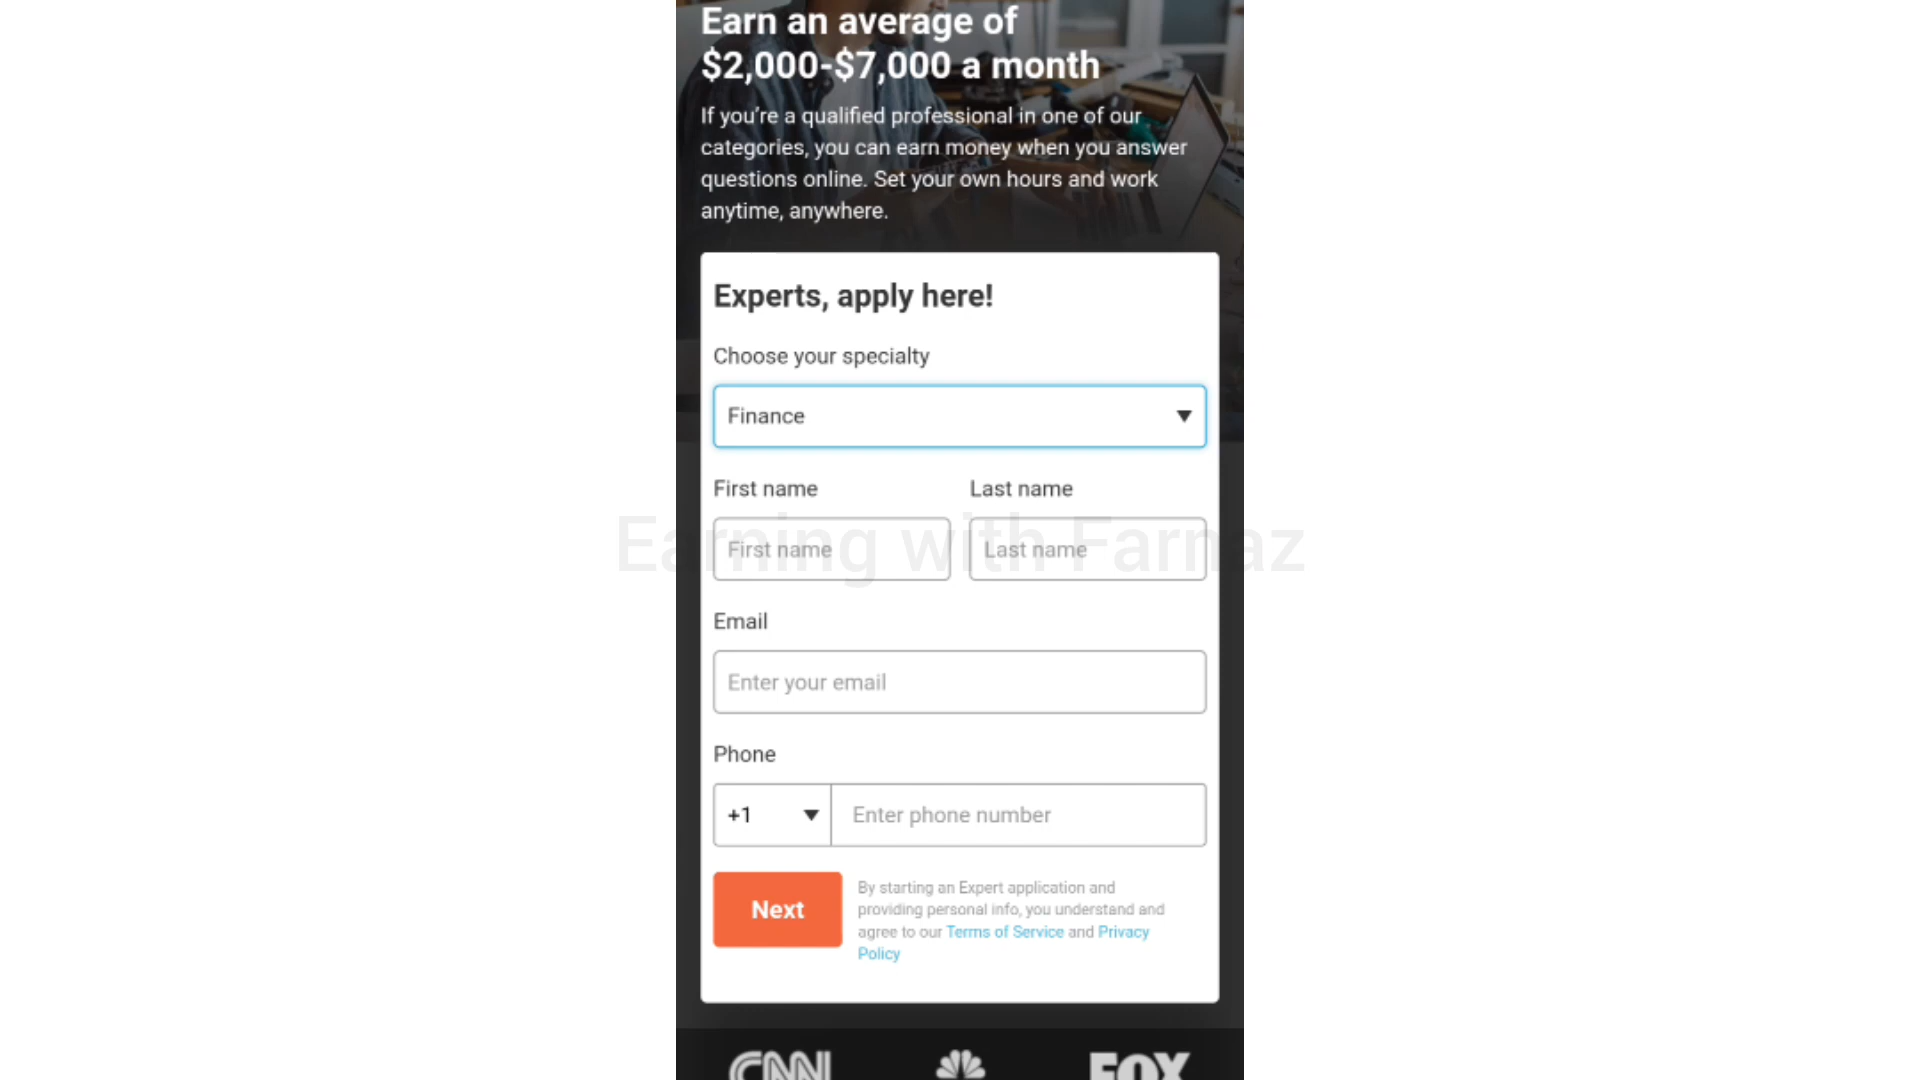 Earn an average of
$2,000-$7,000 a month
If you're a qualified professional in one of our
categories, you can earn money when you answer
questions online. Set your own hours and work
anytime, anywhere.
Experts, apply here!
Choose your specialty
Finance
First name Last name
First name Last name
Earning with Farnaz
Email
Enter your email
Phone
+1 Enter phone number
Next
By starting an Expert application and
providing personal info, you understand and
agree to our Terms of Service and Privacy
Policy
CNN FOX